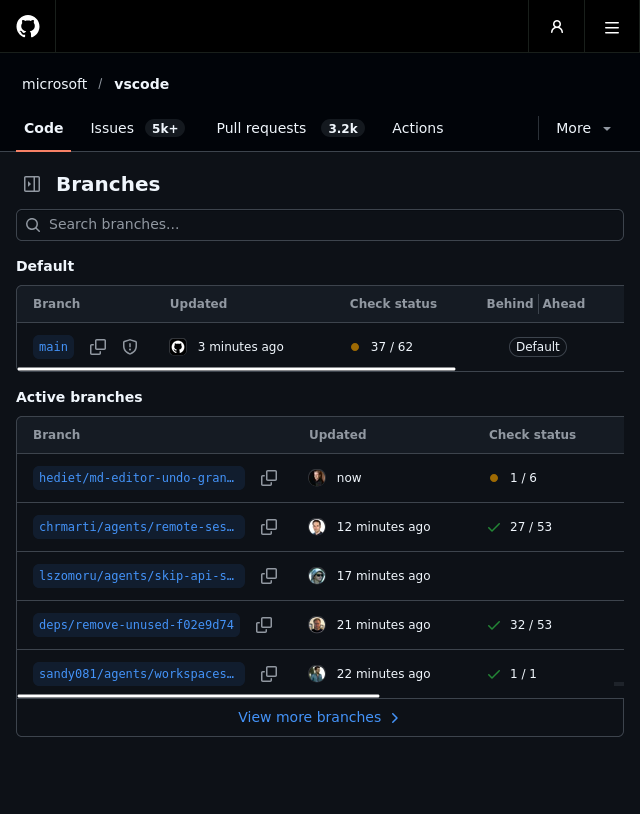 microsoft / vscode
Code Issues 5k+ Pull requests 3.2k Actions More
Branches
Search branches...
Default
Branch Updated Check status Behind Ahead
main 3 minutes ago 37 / 62 Default
Active branches
Branch Updated Check status
hediet/md-editor-undo-gran… now 1 / 6
chrmarti/agents/remote-ses… 12 minutes ago 27 / 53
lszomoru/agents/skip-api-s… 17 minutes ago
deps/remove-unused-f02e9d74 21 minutes ago 32 / 53
sandy081/agents/workspaces… 22 minutes ago 1 / 1
View more branches